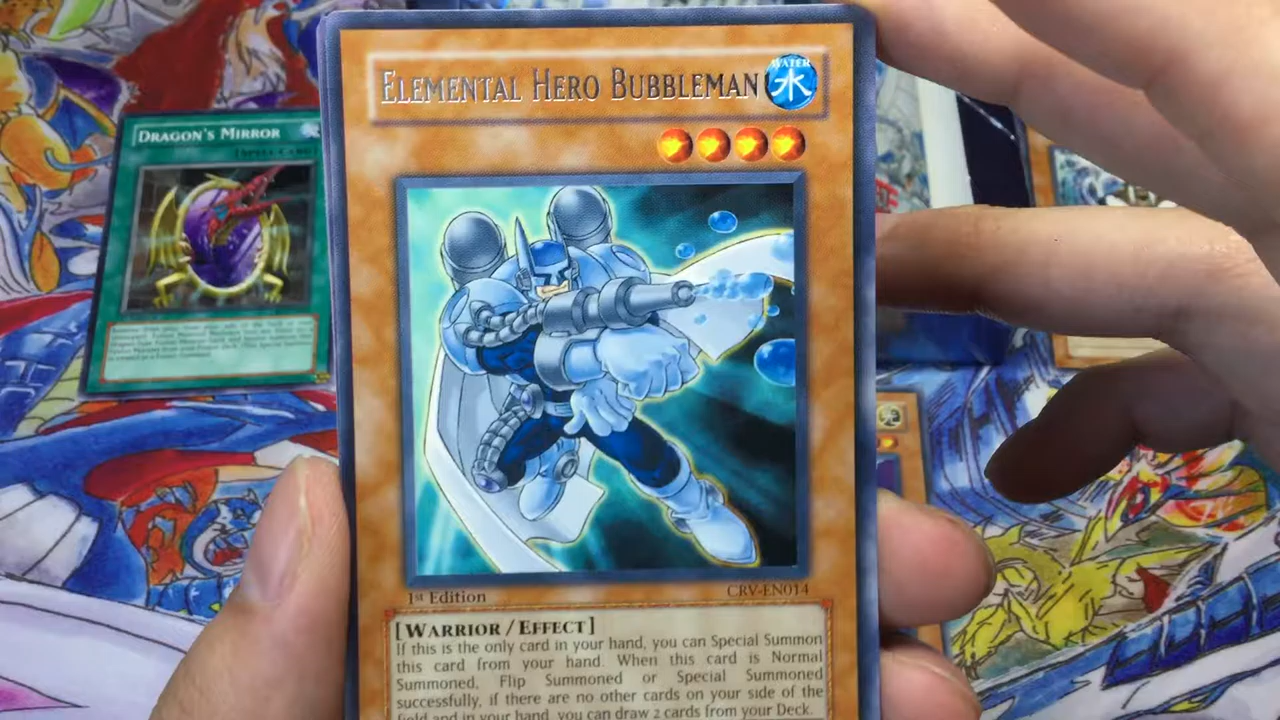 ELEMENTAL HERO BUBBLEMAN
WATER
水
1st Edition
CRV-EN014
[WARRIOR/EFFECT]
If this is the only card in your hand, you can Special Summon
this card from your hand. When this card is Normal
Summoned, Flip Summoned or Special Summoned
successfully, if there are no other cards on your side of the
field and in your hand, you can draw 2 cards from your Deck.
DRAGON'S MIRROR
[SPELL CARD